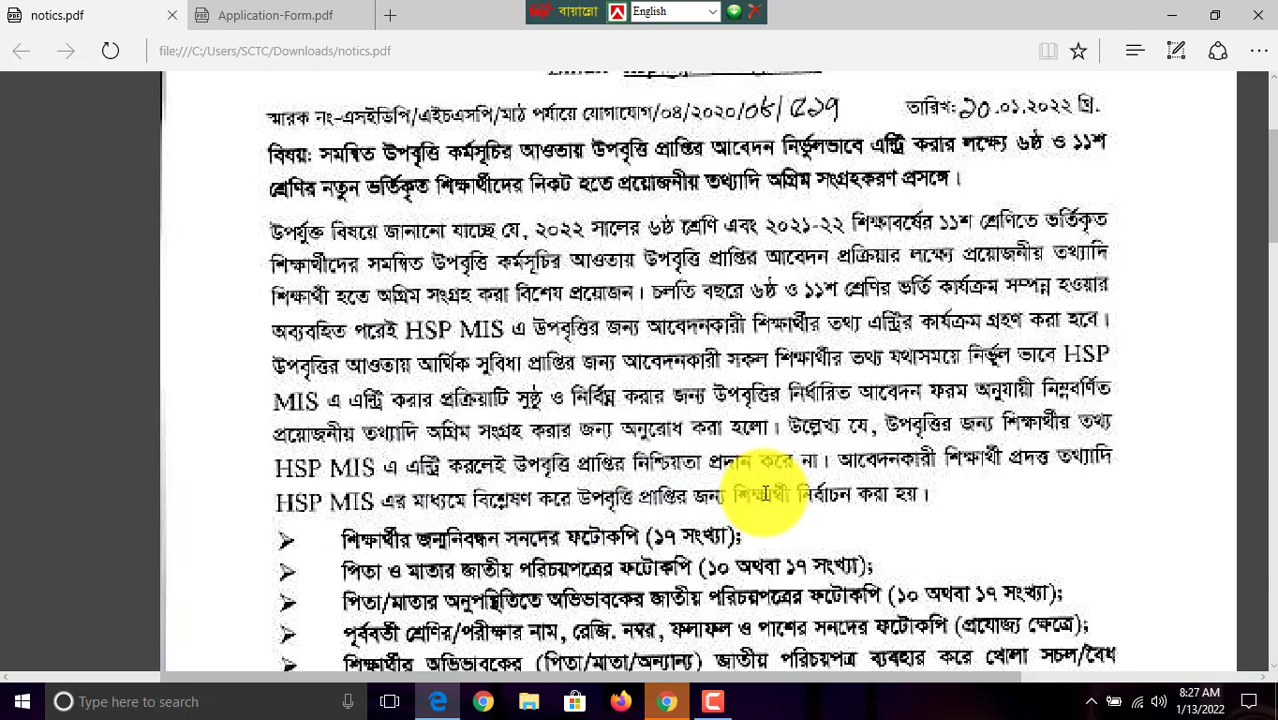 notics.pdf
Application-Form.pdf
বায়ান্নো
English
file:///C:/Users/SCTC/Downloads/notics.pdf
স্মারক নং-এসইডিপি/এইচএসপি/মাঠ পর্যায়ে যোগাযোগ/০৪/২০২০/
তারিখ: ১০.০১.২০২২ খ্রি.
বিষয়: সমন্বিত উপবৃত্তি কর্মসূচির আওতায় উপবৃত্তি প্রাপ্তির আবেদন নির্ভুলভাবে এন্ট্রি করার লক্ষ্যে ৬ষ্ঠ ও ১১শ
শ্রেণির নতুন ভর্তিকৃত শিক্ষার্থীদের নিকট হতে প্রয়োজনীয় তথ্যাদি অগ্রিম সংগ্রহকরণ প্রসঙ্গে।
উপর্যুক্ত বিষয়ে জানানো যাচ্ছে যে, ২০২২ সালের ৬ষ্ঠ শ্রেণি এবং ২০২১-২২ শিক্ষাবর্ষের ১১শ শ্রেণিতে ভর্তিকৃত
শিক্ষার্থীদের সমন্বিত উপবৃত্তি কর্মসূচির আওতায় উপবৃত্তি প্রাপ্তির আবেদন প্রক্রিয়ার লক্ষ্যে প্রয়োজনীয় তথ্যাদি
শিক্ষার্থী হতে অগ্রিম সংগ্রহ করা বিশেষ প্রয়োজন। চলতি বছরে ৬ষ্ঠ ও ১১শ শ্রেণির ভর্তি কার্যক্রম সম্পন্ন হওয়ার
অব্যবহিত পরেই HSP MIS এ উপবৃত্তির জন্য আবেদনকারী শিক্ষার্থীর তথ্য এন্ট্রির কার্যক্রম গ্রহণ করা হবে।
উপবৃত্তির আওতায় আর্থিক সুবিধা প্রাপ্তির জন্য আবেদনকারী সকল শিক্ষার্থীর তথ্য যথাসময়ে নির্ভুল ভাবে HSP
MIS এ এন্ট্রি করার প্রক্রিয়াটি সুষ্ঠু ও নির্বিঘ্ন করার জন্য উপবৃত্তির নির্ধারিত আবেদন ফরম অনুযায়ী নিম্নবর্ণিত
প্রয়োজনীয় তথ্যাদি অগ্রিম সংগ্রহ করার জন্য অনুরোধ করা হলো। উল্লেখ্য যে, উপবৃত্তির জন্য শিক্ষার্থীর তথ্য
HSP MIS এ এন্ট্রি করলেই উপবৃত্তি প্রাপ্তির নিশ্চিয়তা প্রদান করে না। আবেদনকারী শিক্ষার্থী প্রদত্ত তথ্যাদি
HSP MIS এর মাধ্যমে বিশ্লেষণ করে উপবৃত্তি প্রাপ্তির জন্য শিক্ষার্থী নির্বাচন করা হয়।
➢ শিক্ষার্থীর জন্মনিবন্ধন সনদের ফটোকপি (১৭ সংখ্যা);
➢ পিতা ও মাতার জাতীয় পরিচয়পত্রের ফটোকপি (১০ অথবা ১৭ সংখ্যা);
➢ পিতা/মাতার অনুপস্থিতিতে অভিভাবকের জাতীয় পরিচয়পত্রের ফটোকপি (১০ অথবা ১৭ সংখ্যা);
➢ পূর্ববর্তী শ্রেণির/পরীক্ষার নাম, রেজি. নম্বর, ফলাফল ও পাশের সনদের ফটোকপি (প্রযোজ্য ক্ষেত্রে);
➢ শিক্ষার্থীর অভিভাবকের (পিতা/মাতা/অন্যান্য) জাতীয় পরিচয়পত্র ব্যবহার করে খোলা সচল/বৈধ
Type here to search
8:27 AM
1/13/2022